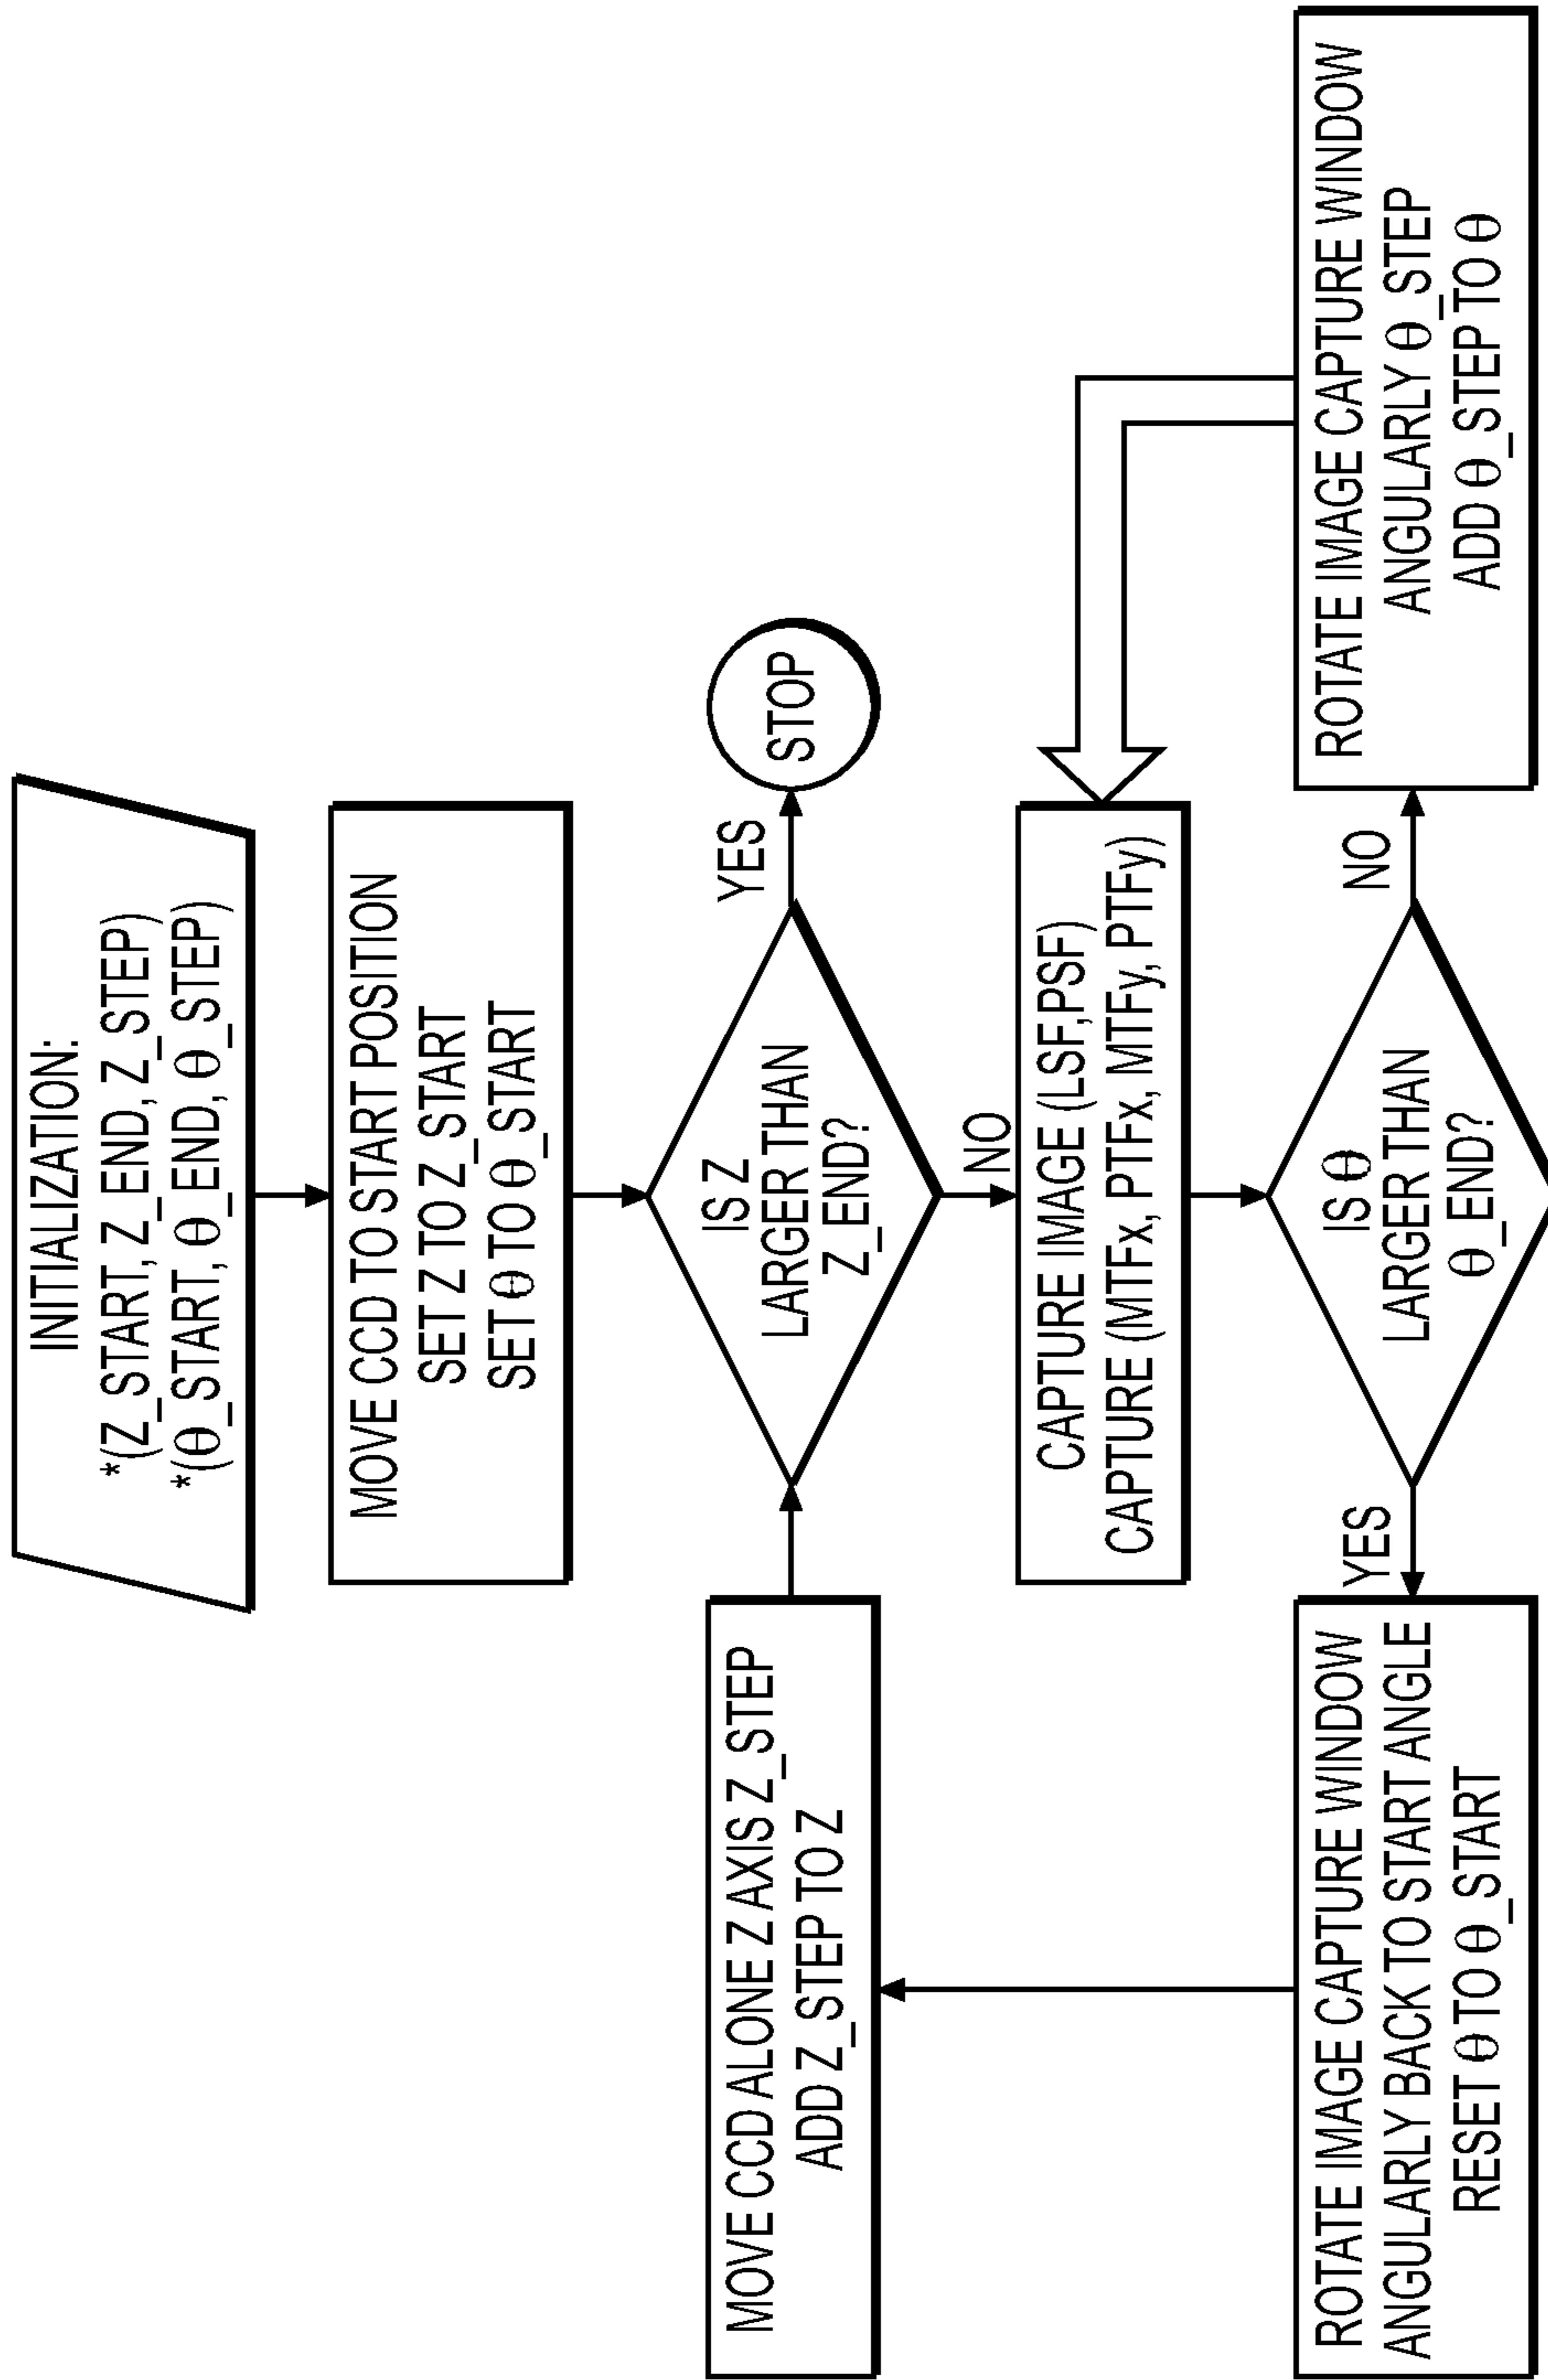 INITIALIZATION:
*(Z_START, Z_END, Z_STEP)
*(θ_START, θ_END, θ_STEP)
MOVE CCD TO START POSITION
SET Z TO Z_START
SET θ TO θ_START
MOVE CCD ALONE Z AXIS Z_STEP
ADD Z_STEP TO Z
IS Z
LARGER THAN
Z_END?
YES
STOP
NO
CAPTURE IMAGE (LSF,PSF)
CAPTURE (MTFx, PTFx, MTFy, PTFy)
IS θ
LARGER THAN
θ_END?
YES
NO
ROTATE IMAGE CAPTURE WINDOW
ANGULARLY BACK TO START ANGLE
RESET θ TO θ_START
ROTATE IMAGE CAPTURE WINDOW
ANGULARLY θ_STEP
ADD θ_STEP TO θ